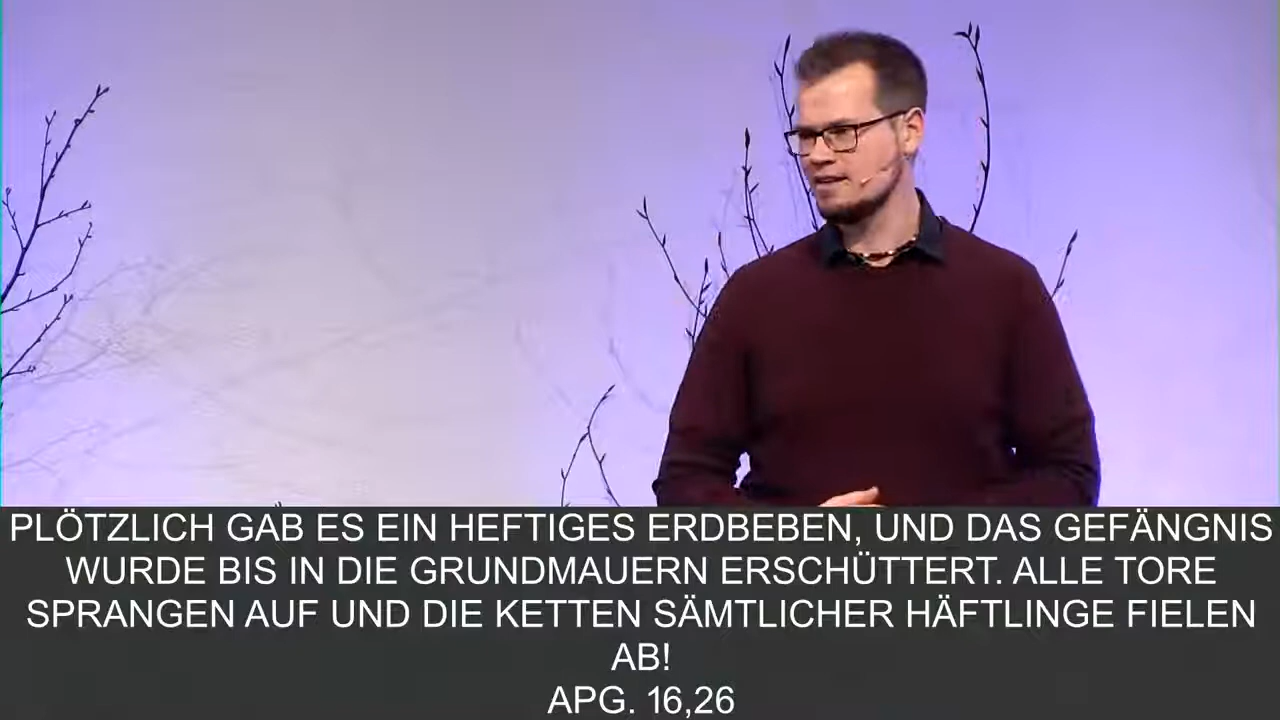 PLÖTZLICH GAB ES EIN HEFTIGES ERDBEBEN, UND DAS GEFÄNGNIS
WURDE BIS IN DIE GRUNDMAUERN ERSCHÜTTERT. ALLE TORE
SPRANGEN AUF UND DIE KETTEN SÄMTLICHER HÄFTLINGE FIELEN
AB!
APG. 16,26